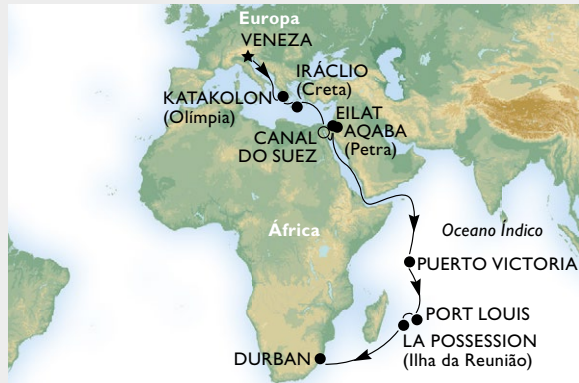 Europa
VENEZA
IRÁCLIO
(Creta)
KATAKOLON
(Olímpia)
EILAT
AQABA
(Petra)
CANAL
DO SUEZ
África
Oceano Índico
PUERTO VICTORIA
PORT LOUIS
LA POSSESSION
(Ilha da Reunião)
DURBAN